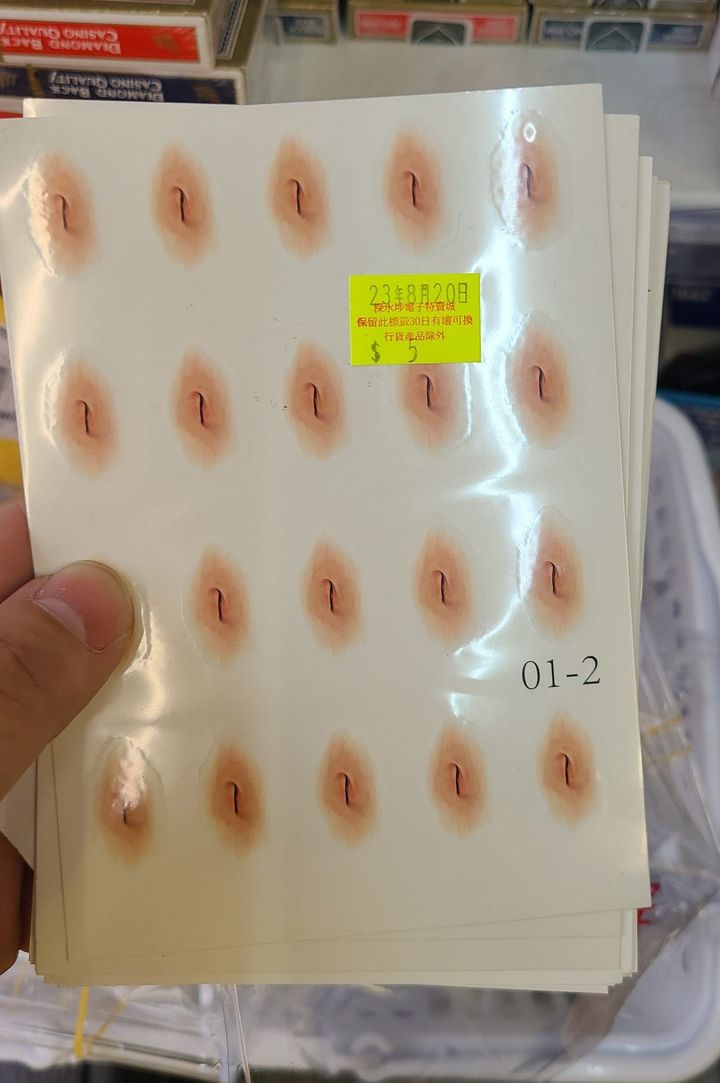 DIAMOND BACK
CASINO QUALITY
DIAMOND BACK
CASINO QUALITY
23年8月20日
深水埗電子特賣城
保留此標籤30日有壞可換
行貨產品除外
$ 5
01-2